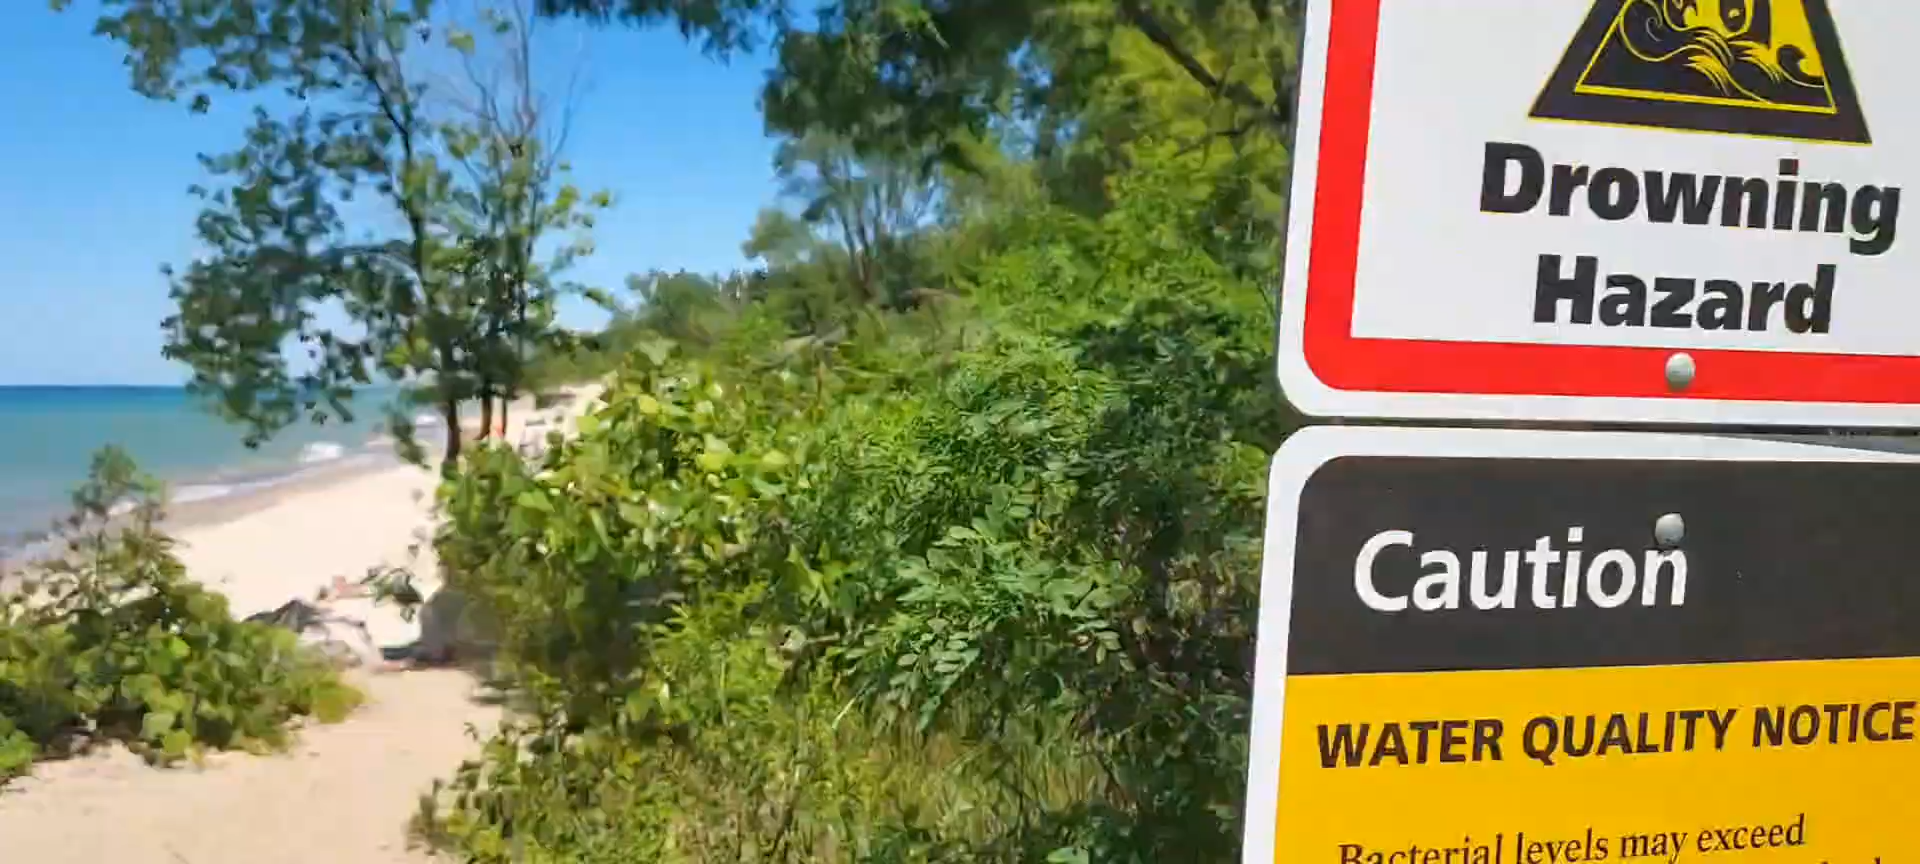 Drowning
Hazard
Caution
WATER QUALITY NOTICE
Bacterial levels may exceed